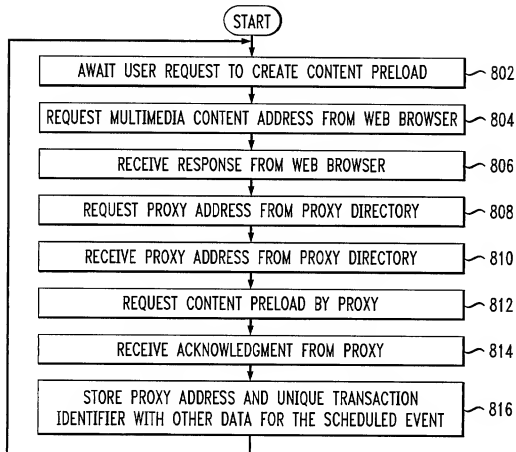 START
AWAIT USER REQUEST TO CREATE CONTENT PRELOAD
802
REQUEST MULTIMEDIA CONTENT ADDRESS FROM WEB BROWSER
804
RECEIVE RESPONSE FROM WEB BROWSER
806
REQUEST PROXY ADDRESS FROM PROXY DIRECTORY
808
RECEIVE PROXY ADDRESS FROM PROXY DIRECTORY
810
REQUEST CONTENT PRELOAD BY PROXY
812
RECEIVE ACKNOWLEDGMENT FROM PROXY
814
STORE PROXY ADDRESS AND UNIQUE TRANSACTION
IDENTIFIER WITH OTHER DATA FOR THE SCHEDULED EVENT
816